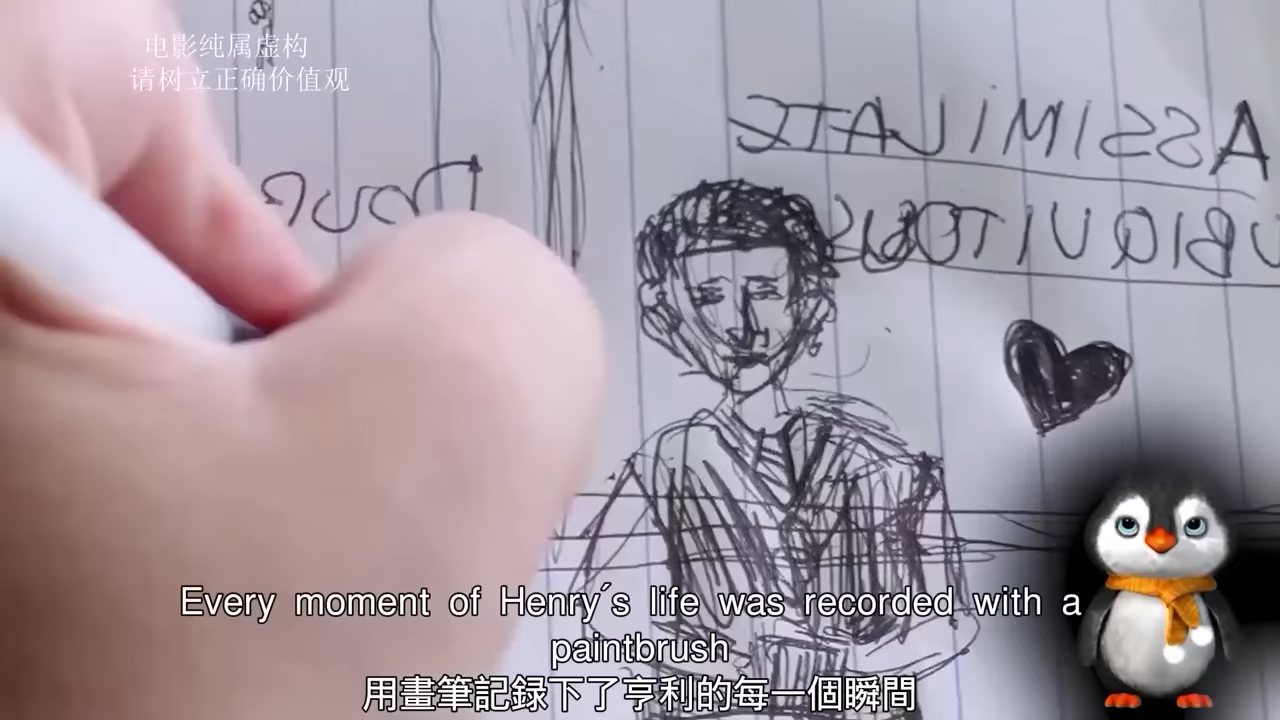 电影纯属虚构
请树立正确价值观
ASSIMILATE
UBIQUITOUS
Every moment of Henry´s life was recorded with a
paintbrush
用畫筆記録下了亨利的每一個瞬間